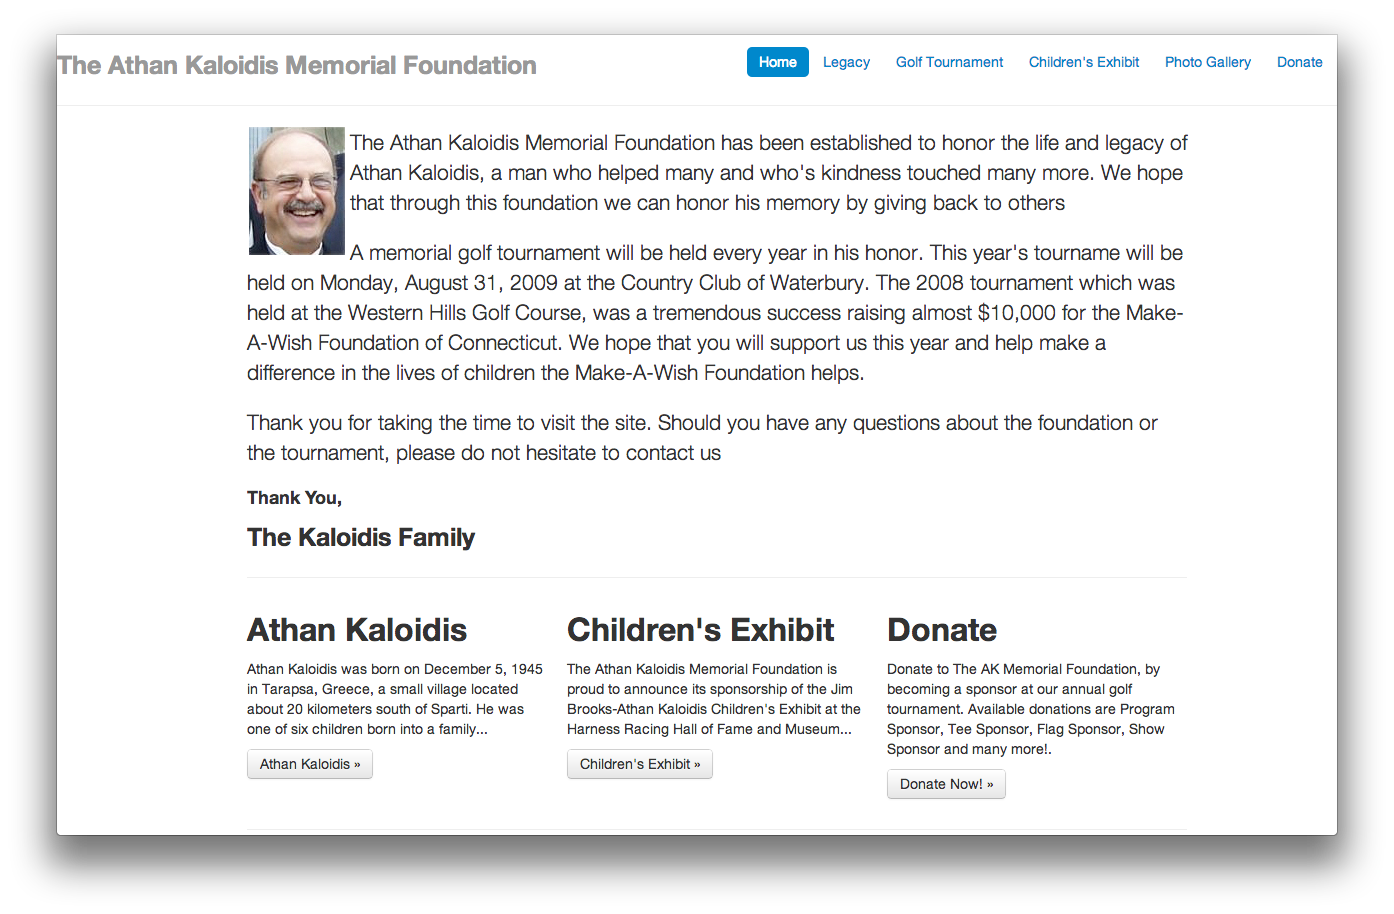 The Athan Kaloidis Memorial Foundation
Home Legacy Golf Tournament Children's Exhibit Photo Gallery Donate
The Athan Kaloidis Memorial Foundation has been established to honor the life and legacy of
Athan Kaloidis, a man who helped many and who's kindness touched many more. We hope
that through this foundation we can honor his memory by giving back to others
A memorial golf tournament will be held every year in his honor. This year's tourname will be
held on Monday, August 31, 2009 at the Country Club of Waterbury. The 2008 tournament which was
held at the Western Hills Golf Course, was a tremendous success raising almost $10,000 for the Make-
A-Wish Foundation of Connecticut. We hope that you will support us this year and help make a
difference in the lives of children the Make-A-Wish Foundation helps.
Thank you for taking the time to visit the site. Should you have any questions about the foundation or
the tournament, please do not hesitate to contact us
Thank You,
The Kaloidis Family
Athan Kaloidis
Athan Kaloidis was born on December 5, 1945
in Tarapsa, Greece, a small village located
about 20 kilometers south of Sparti. He was
one of six children born into a family...
Athan Kaloidis »
Children's Exhibit
The Athan Kaloidis Memorial Foundation is
proud to announce its sponsorship of the Jim
Brooks-Athan Kaloidis Children's Exhibit at the
Harness Racing Hall of Fame and Museum...
Children's Exhibit »
Donate
Donate to The AK Memorial Foundation, by
becoming a sponsor at our annual golf
tournament. Available donations are Program
Sponsor, Tee Sponsor, Flag Sponsor, Show
Sponsor and many more!.
Donate Now! »